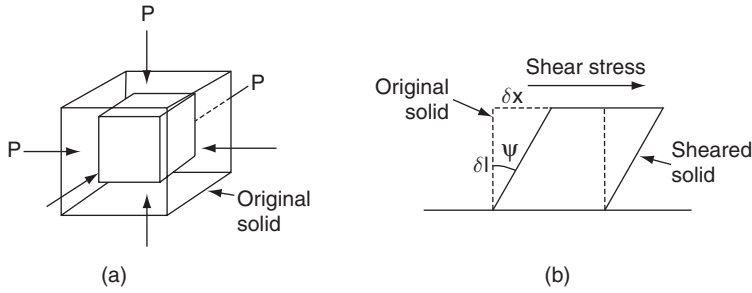 P
P
P
Original
solid
(a)
Original
solid
Shear stress
δx
ψ
δl
Sheared
solid
(b)